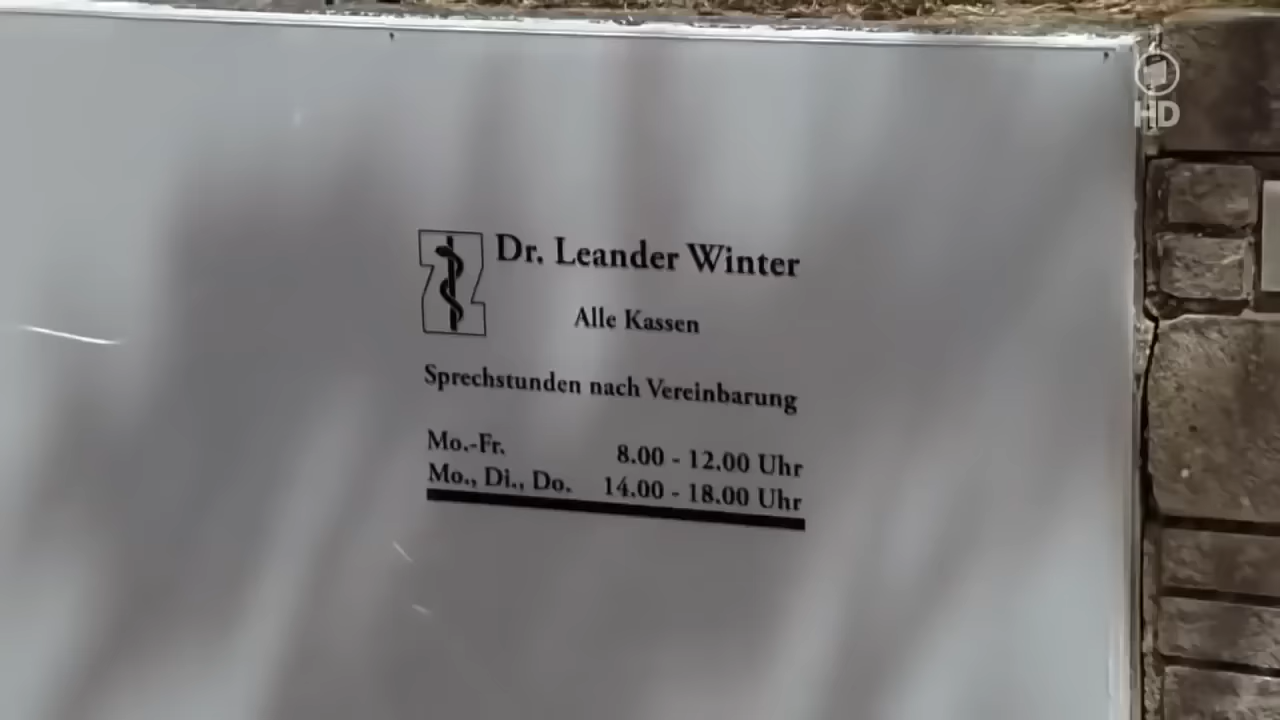 HD
Dr. Leander Winter
Alle Kassen
Sprechstunden nach Vereinbarung
Mo.-Fr. 8.00 - 12.00 Uhr
Mo., Di., Do. 14.00 - 18.00 Uhr